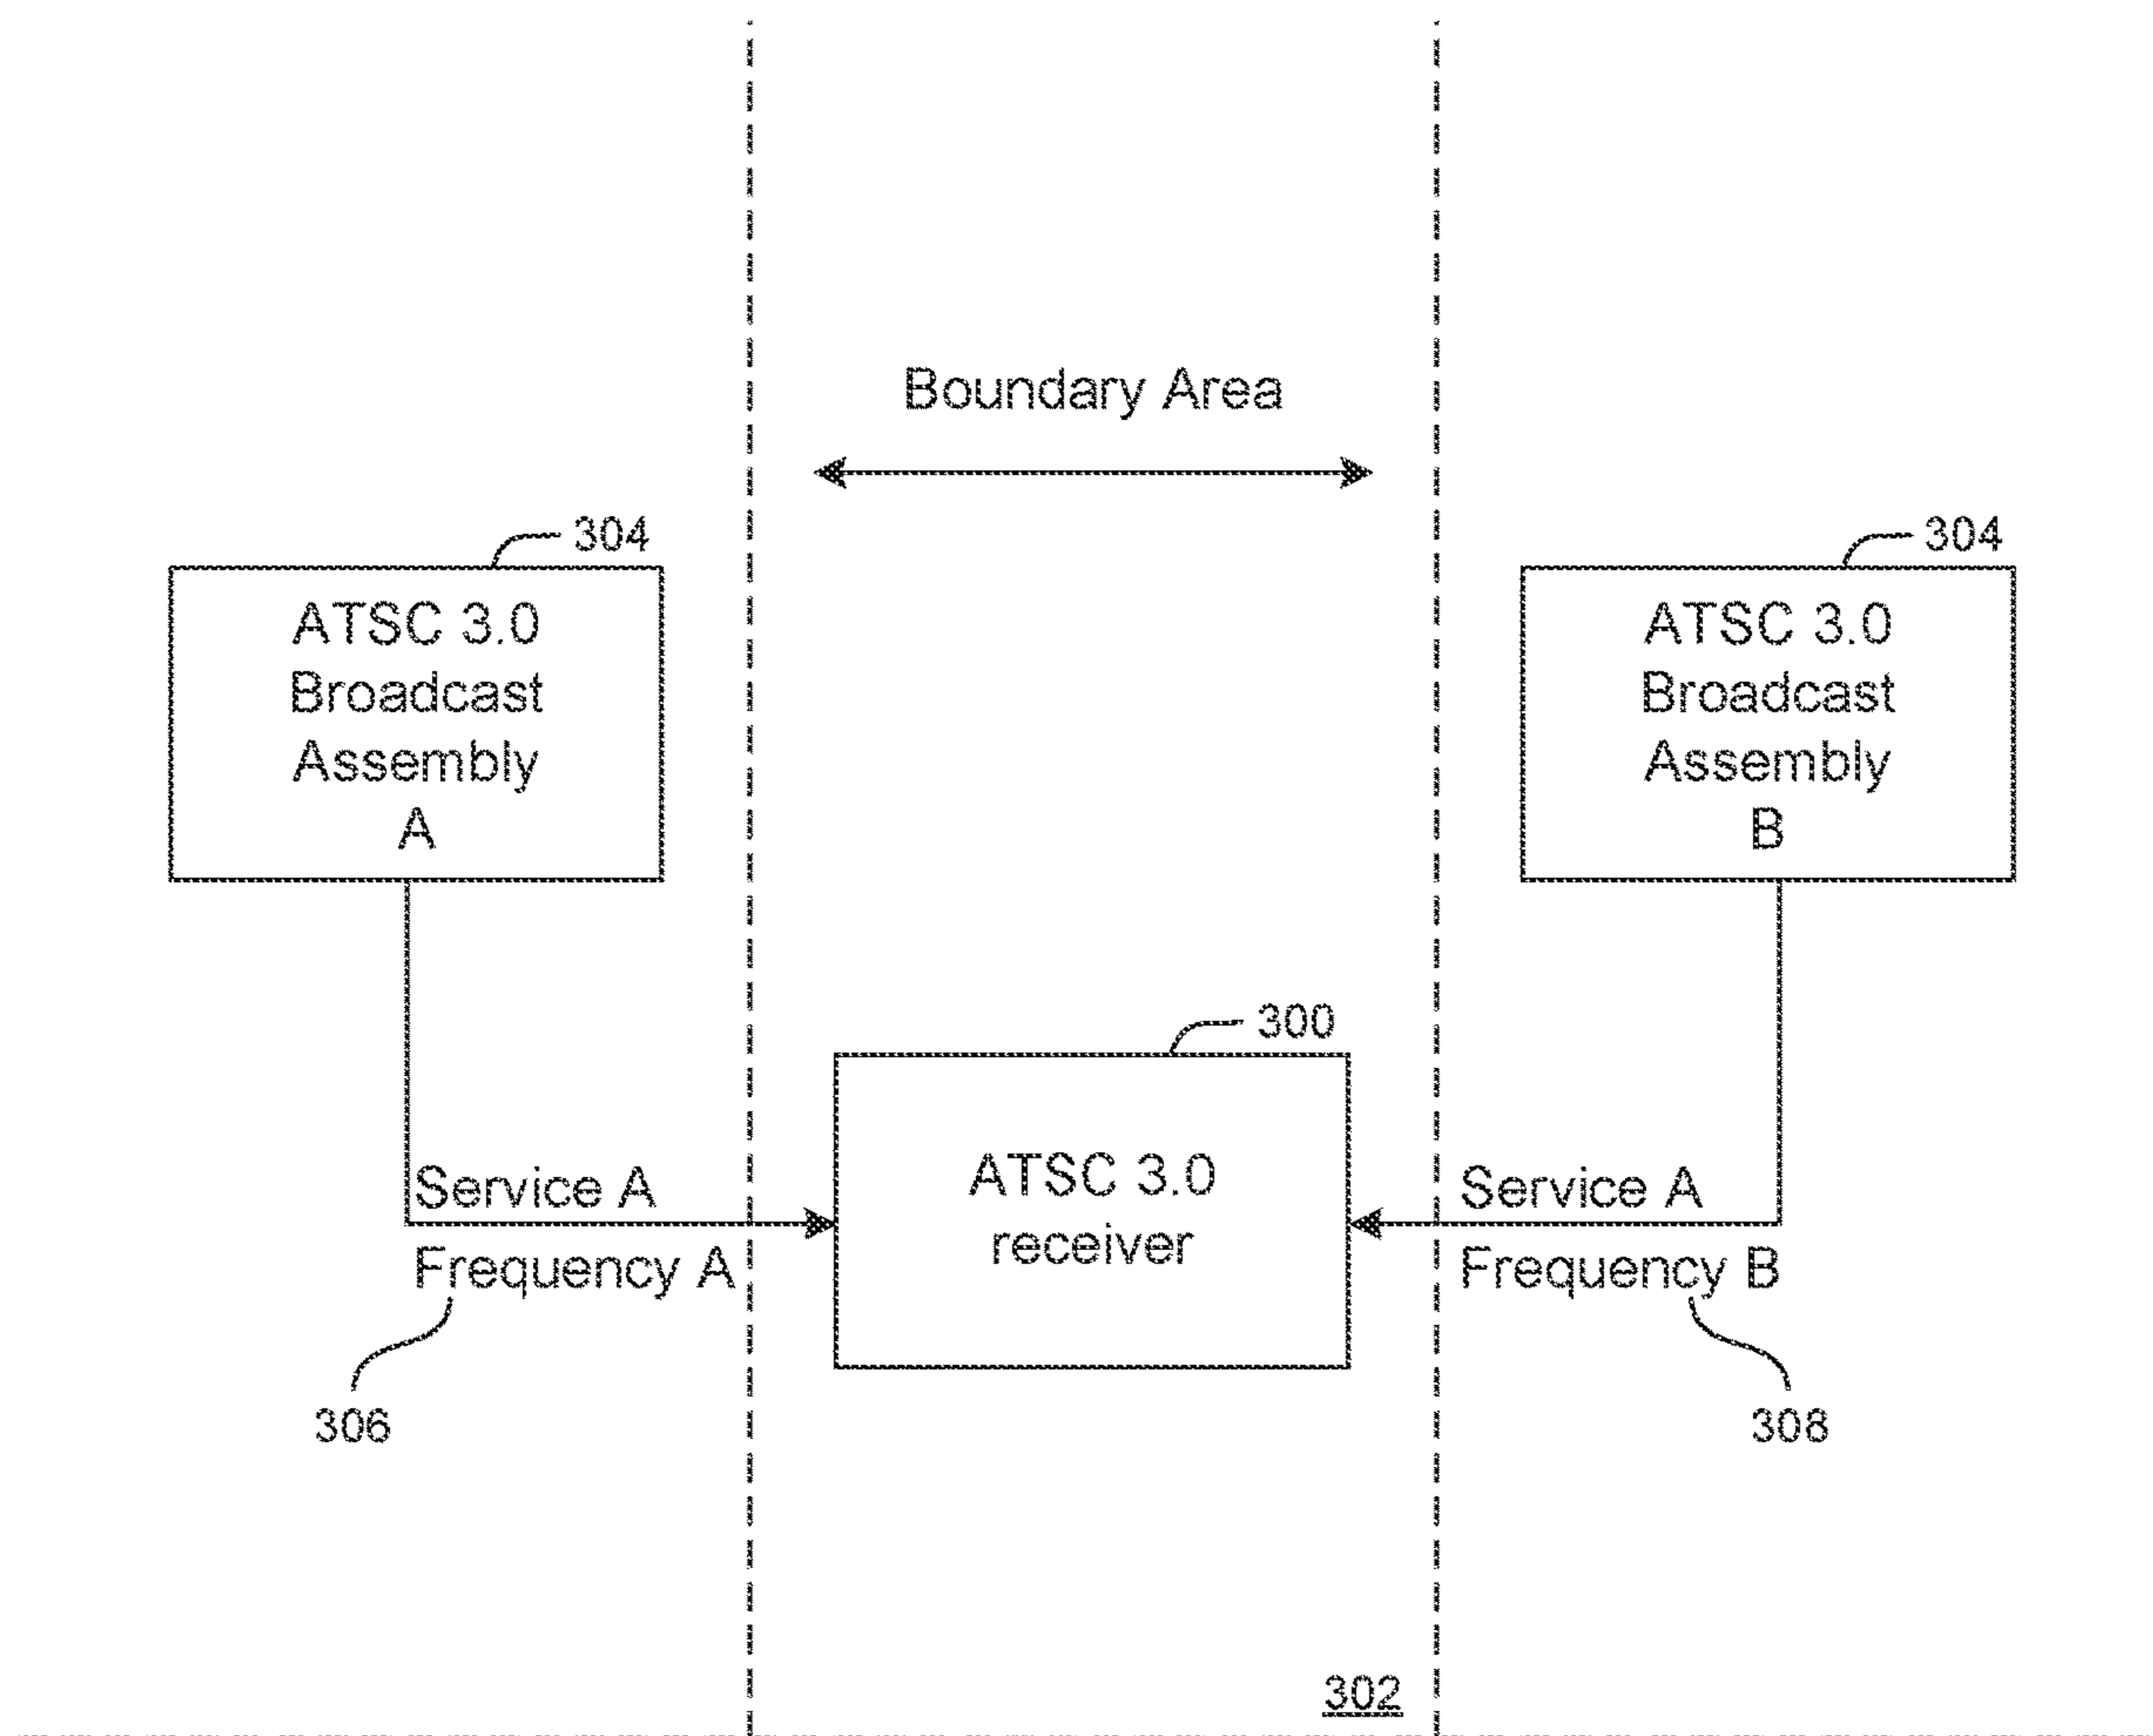 Boundary Area
304
ATSC 3.0
Broadcast
Assembly
A
304
ATSC 3.0
Broadcast
Assembly
B
300
ATSC 3.0
receiver
Service A
Frequency A
306
Service A
Frequency B
308
302